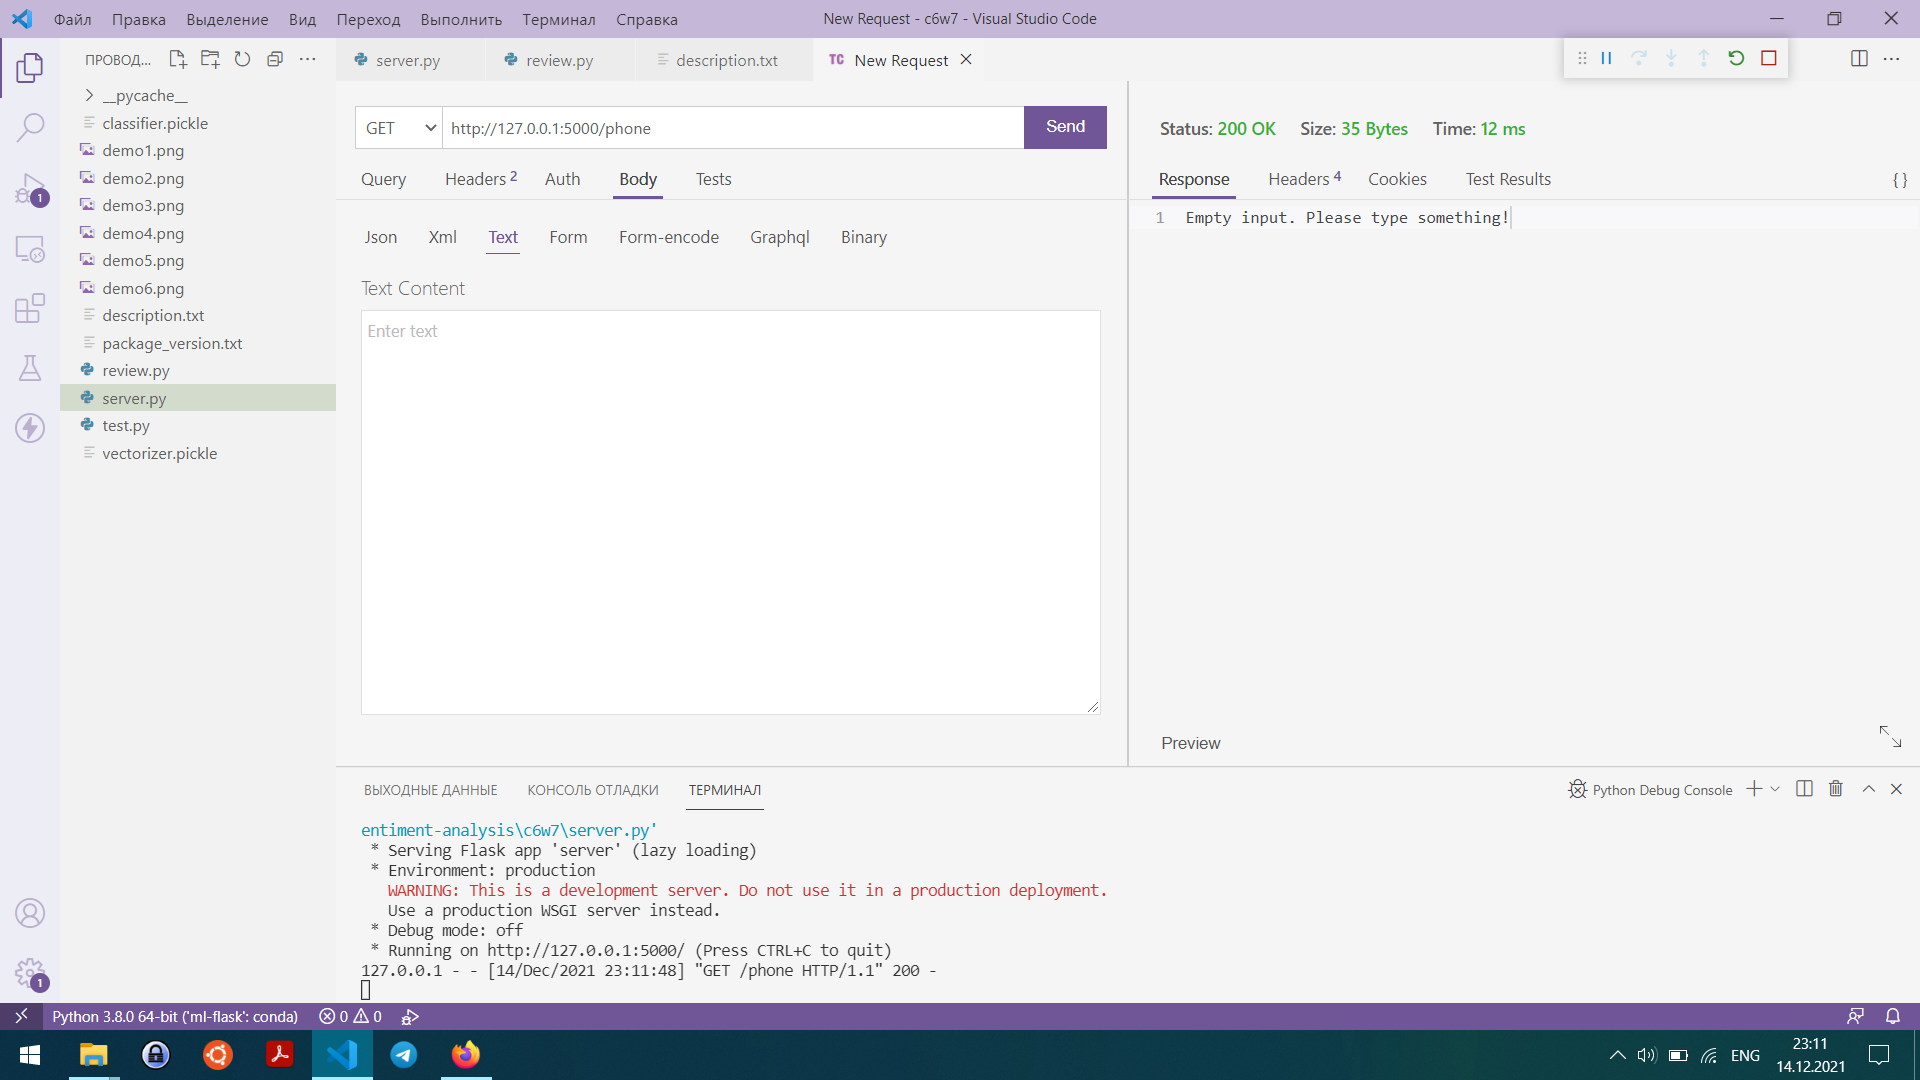 Файл Правка Выделение Вид Переход Выполнить Терминал Справка
New Request - c6w7 - Visual Studio Code
ПРОВОД...
__pycache__
classifier.pickle
demo1.png
demo2.png
demo3.png
demo4.png
demo5.png
demo6.png
description.txt
package_version.txt
review.py
server.py
test.py
vectorizer.pickle
1
1
server.py review.py description.txt TC New Request
GET http://127.0.0.1:5000/phone Send
Query Headers 2 Auth Body Tests
Json Xml Text Form Form-encode Graphql Binary
Text Content
Enter text
Status: 200 OK Size: 35 Bytes Time: 12 ms
Response Headers 4 Cookies Test Results { }
1 Empty input. Please type something!
Preview
ВЫХОДНЫЕ ДАННЫЕ КОНСОЛЬ ОТЛАДКИ ТЕРМИНАЛ
Python Debug Console
entiment-analysis\c6w7\server.py'
* Serving Flask app 'server' (lazy loading)
* Environment: production
WARNING: This is a development server. Do not use it in a production deployment.
Use a production WSGI server instead.
* Debug mode: off
* Running on http://127.0.0.1:5000/ (Press CTRL+C to quit)
127.0.0.1 - - [14/Dec/2021 23:11:48] "GET /phone HTTP/1.1" 200 -
Python 3.8.0 64-bit ('ml-flask': conda) 0 0
ENG
23:11
14.12.2021